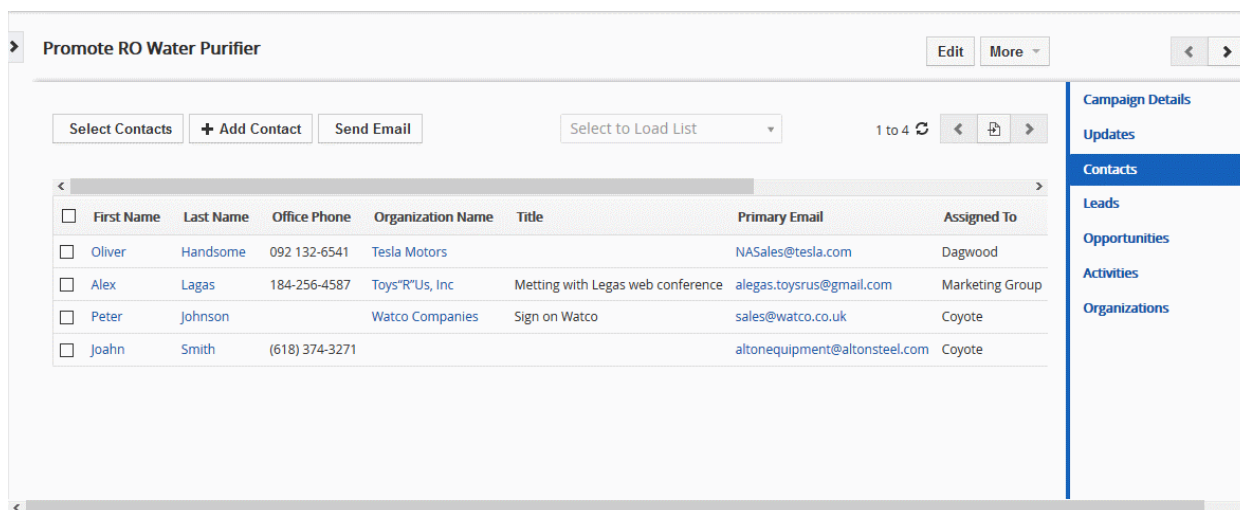 Promote RO Water Purifier
Edit More
Select Contacts + Add Contact Send Email Select to Load List 1 to 4
First Name Last Name Office Phone Organization Name Title Primary Email Assigned To
Oliver Handsome 092 132-6541 Tesla Motors NASales@tesla.com Dagwood
Alex Lagas 184-256-4587 Toys"R"Us, Inc Metting with Legas web conference alegas.toysrus@gmail.com Marketing Group
Peter Johnson Watco Companies Sign on Watco sales@watco.co.uk Coyote
Joahn Smith (618) 374-3271 altonequipment@altonsteel.com Coyote
Campaign Details
Updates
Contacts
Leads
Opportunities
Activities
Organizations